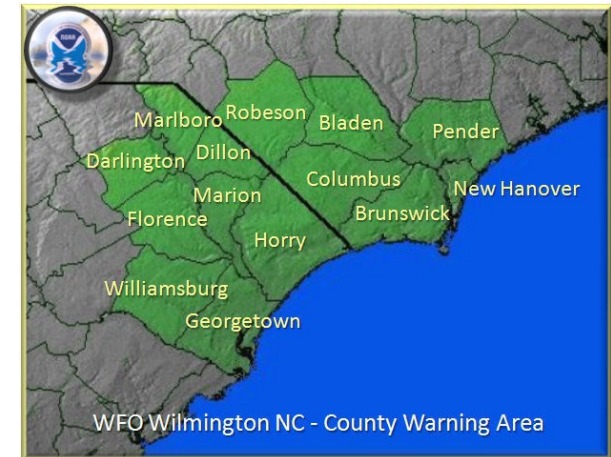 noaa
Marlboro
Robeson
Bladen
Pender
Darlington
Dillon
Columbus
New Hanover
Marion
Florence
Brunswick
Horry
Williamsburg
Georgetown
WFO Wilmington NC - County Warning Area